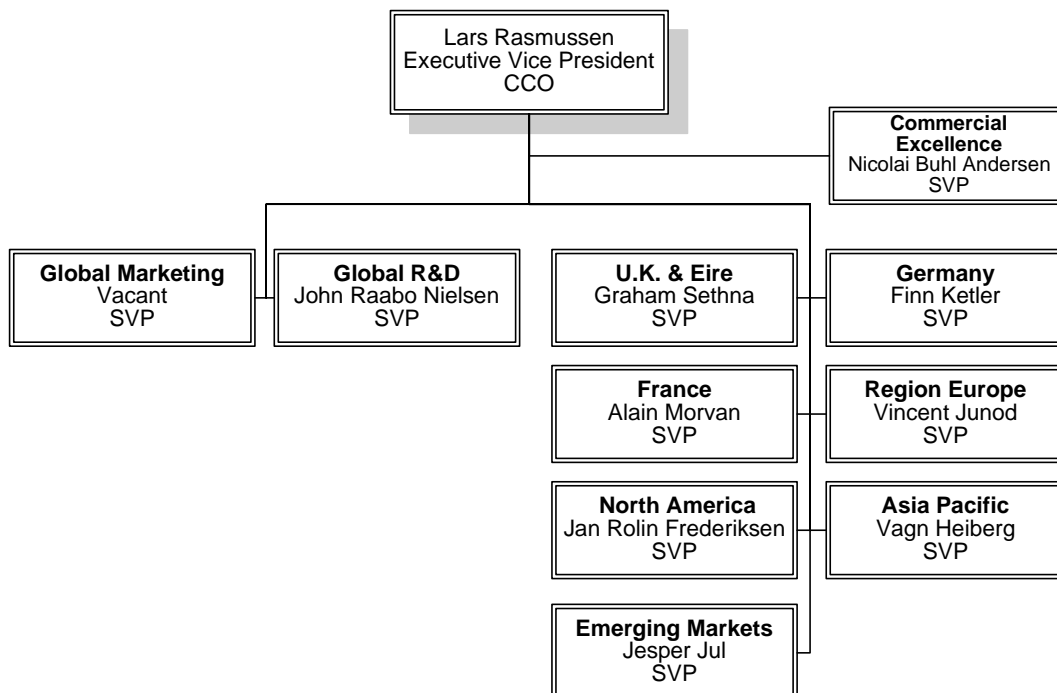 Lars Rasmussen
Executive Vice President
CCO
Commercial
Excellence
Nicolai Buhl Andersen
SVP
Global Marketing
Vacant
SVP
Global R&D
John Raabo Nielsen
SVP
U.K. & Eire
Graham Sethna
SVP
Germany
Finn Ketler
SVP
France
Alain Morvan
SVP
Region Europe
Vincent Junod
SVP
North America
Jan Rolin Frederiksen
SVP
Asia Pacific
Vagn Heiberg
SVP
Emerging Markets
Jesper Jul
SVP